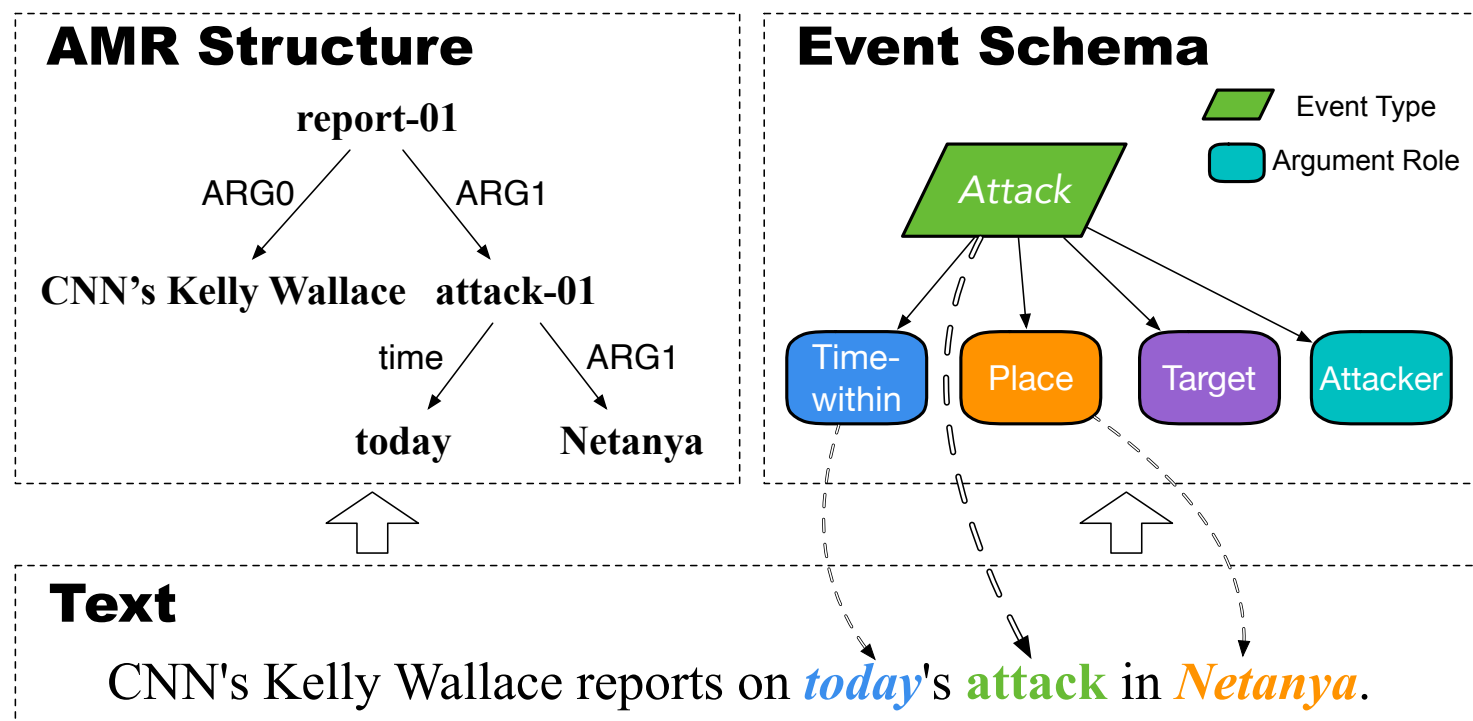 AMR Structure
report-01
ARG0
ARG1
CNN’s Kelly Wallace
attack-01
time
ARG1
today
Netanya
Event Schema
Event Type
Argument Role
Attack
Time-
within
Place
Target
Attacker
Text
CNN's Kelly Wallace reports on today's attack in Netanya.